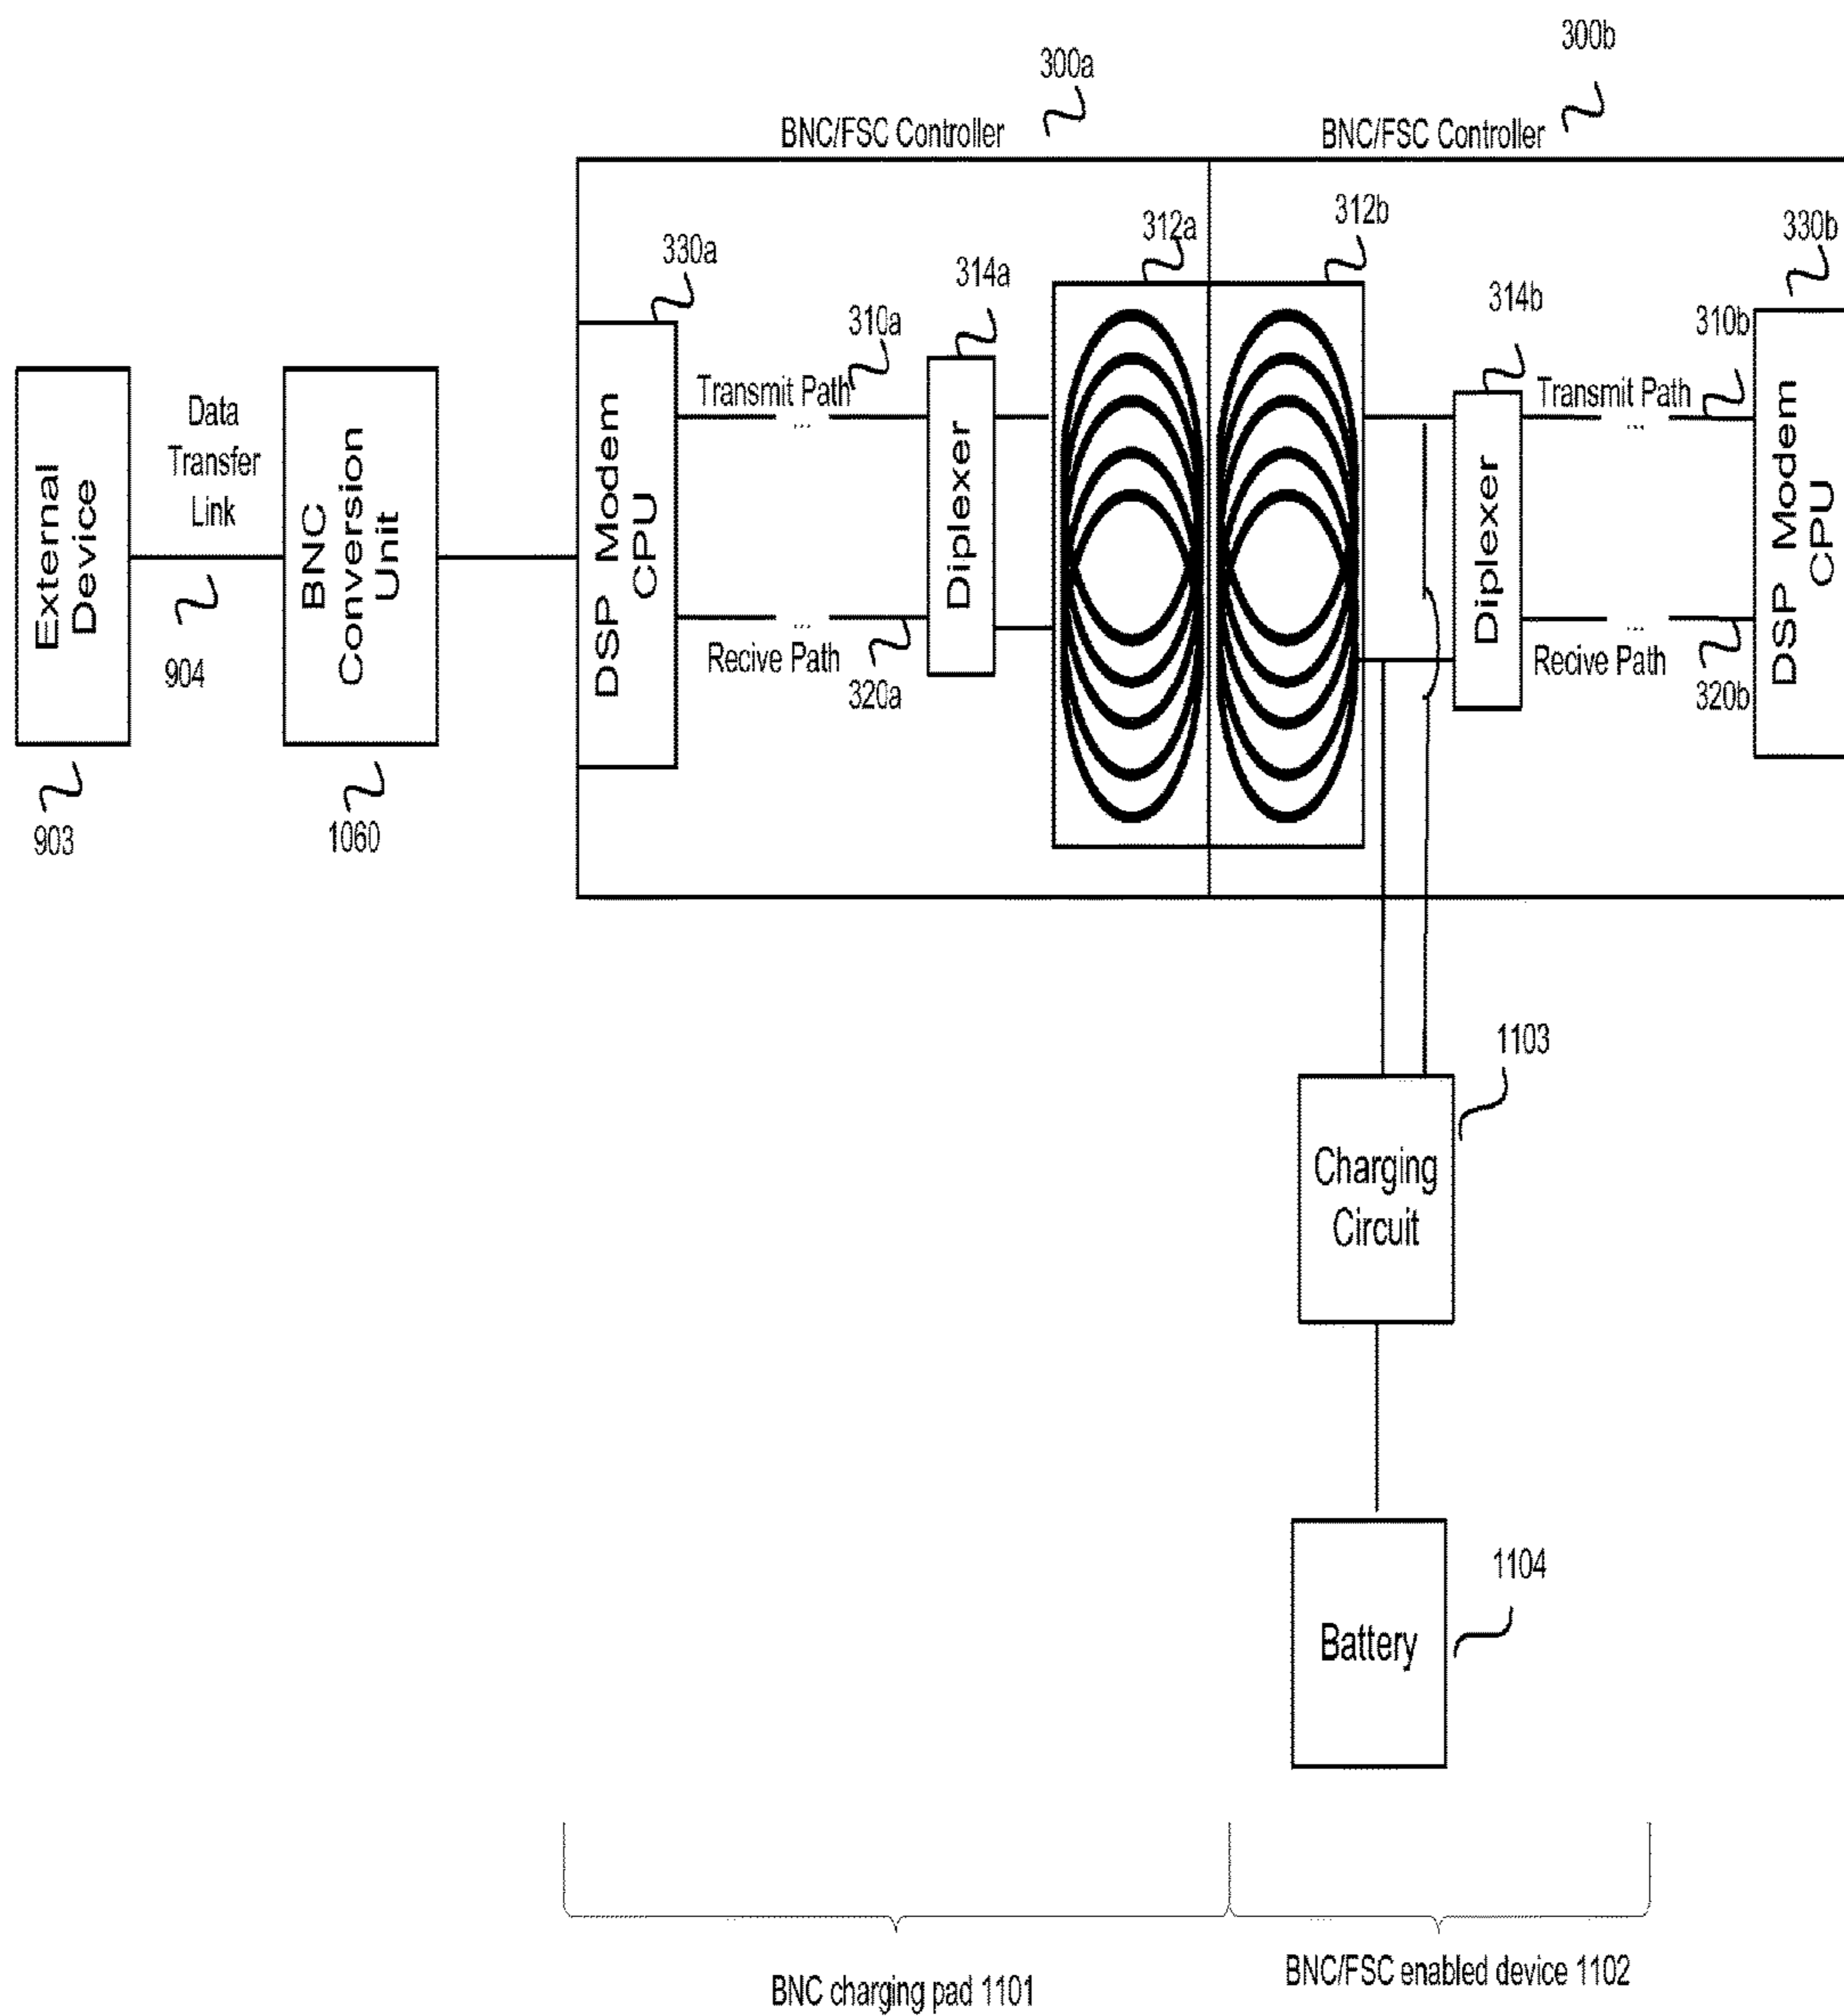 300a
300b
BNC/FSC Controller
BNC/FSC Controller
312a
312b
330a
314a
330b
314b
310a
310b
External
Device
Data
Transfer
Link
BNC
Conversion
Unit
DSP Modem
CPU
Transmit Path
...
Diplexer
Transmit Path
...
Diplexer
DSP Modem
CPU
Recive Path
...
Recive Path
...
904
320a
320b
903
1060
1103
Charging
Circuit
1104
Battery
BNC charging pad 1101
BNC/FSC enabled device 1102